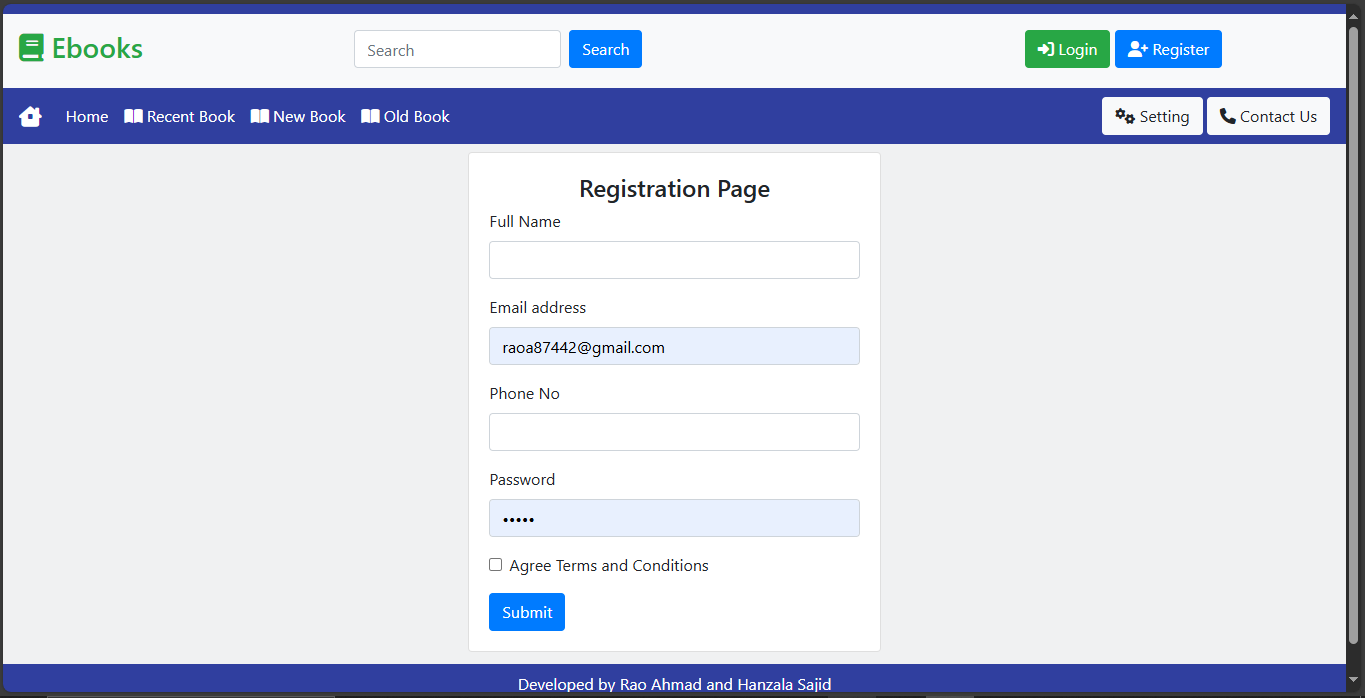 Ebooks
Search
Search
Login
Register
Home
Recent Book
New Book
Old Book
Setting
Contact Us
Registration Page
Full Name
Email address
raoa87442@gmail.com
Phone No
Password
•••••
Agree Terms and Conditions
Submit
Developed by Rao Ahmad and Hanzala Sajid